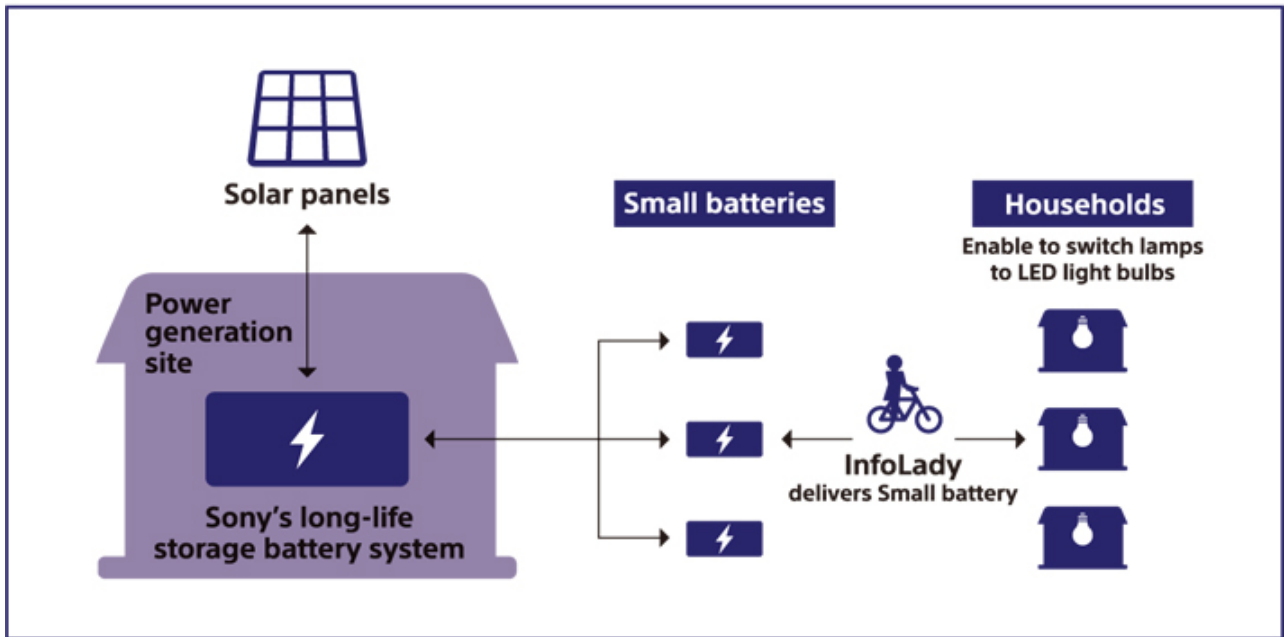 Solar panels
Power
generation
site
Sony's long-life
storage battery system
Small batteries
InfoLady
delivers Small battery
Households
Enable to switch lamps
to LED light bulbs